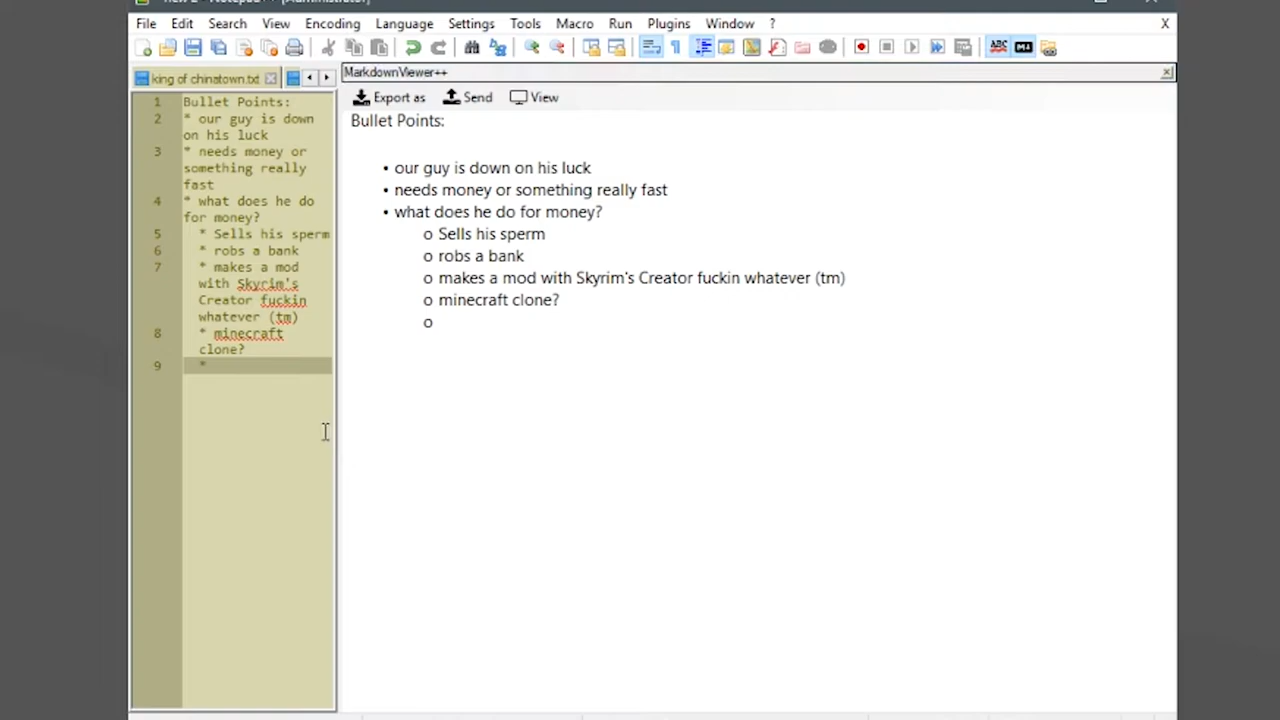 File Edit Search View Encoding Language Settings Tools Macro Run Plugins Window ? X
king of chinatown.txt
MarkdownViewer++
Export as Send View
1 Bullet Points:
2 * our guy is down
on his luck
3 * needs money or
something really
fast
4 * what does he do
for money?
5 * Sells his sperm
6 * robs a bank
7 * makes a mod
with Skyrim's
Creator fuckin
whatever (tm)
8 * minecraft
clone?
9 *
Bullet Points:
• our guy is down on his luck
• needs money or something really fast
• what does he do for money?
o Sells his sperm
o robs a bank
o makes a mod with Skyrim's Creator fuckin whatever (tm)
o minecraft clone?
o